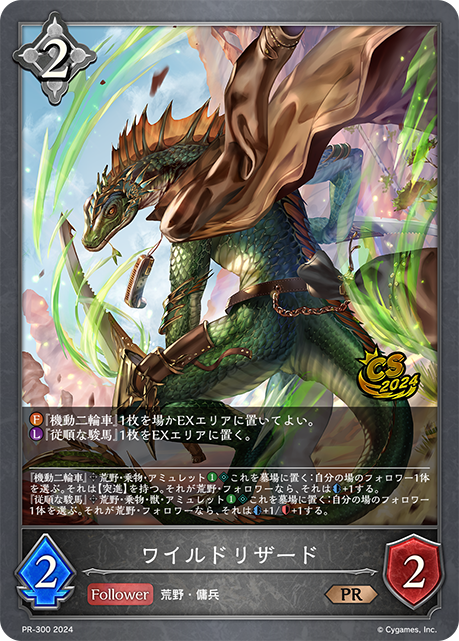 2
CS
2024
F 『機動二輪車』1枚を場かEXエリアに置いてよい。
L 『従順な駿馬』1枚をEXエリアに置く。
『機動二輪車』 荒野・乗物・アミュレット 1 これを墓場に置く:自分の場のフォロワー1体
を選ぶ。それは【突進】を持つ。それが荒野・フォロワーなら、それは+1する。
『従順な駿馬』 荒野・乗物・獣・アミュレット 1 これを墓場に置く:自分の場のフォロワー
1体を選ぶ。それが荒野・フォロワーなら、それは+1/+1する。
ワイルドリザード
2
Follower 荒野・傭兵
PR
2
PR-300 2024
© Cygames, Inc.